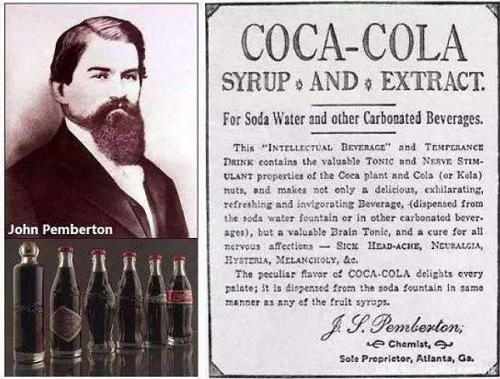 John Pemberton
COCA-COLA
SYRUP * AND * EXTRACT.
For Soda Water and other Carbonated Beverages.
This "INTELLECTUAL BEVERAGE" and TEMPERANCE
DRINK contains the valuable TONIC and NERVE STIM-
ULANT properties of the Coca plant and Cola (or Kola)
nuts, and makes not only a delicious, exhilarating,
refreshing and invigorating Beverage, (dispensed from
the soda water fountain or in other carbonated bever-
ages), but a valuable Brain Tonic, and a cure for all
nervous affections — SICK HEAD-ACHE, NEURALGIA,
HYSTERIA, MELANCHOLY, &c.
The peculiar flavor of COCA-COLA delights every
palate; it is dispensed from the soda fountain in same
manner as any of the fruit syrups.
J. S. Pemberton;
Chemist,
Sole Proprietor, Atlanta, Ga.